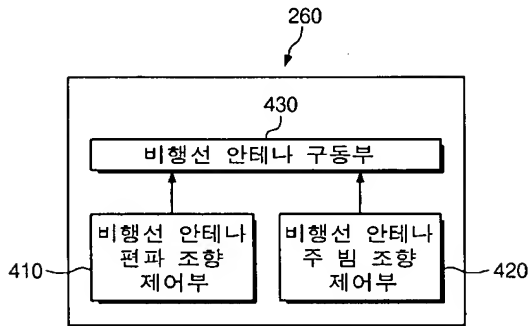 260
430
비행선 안테나 구동부
비행선 안테나
편파 조향
제어부
410
비행선 안테나
주 빔 조향
제어부
420